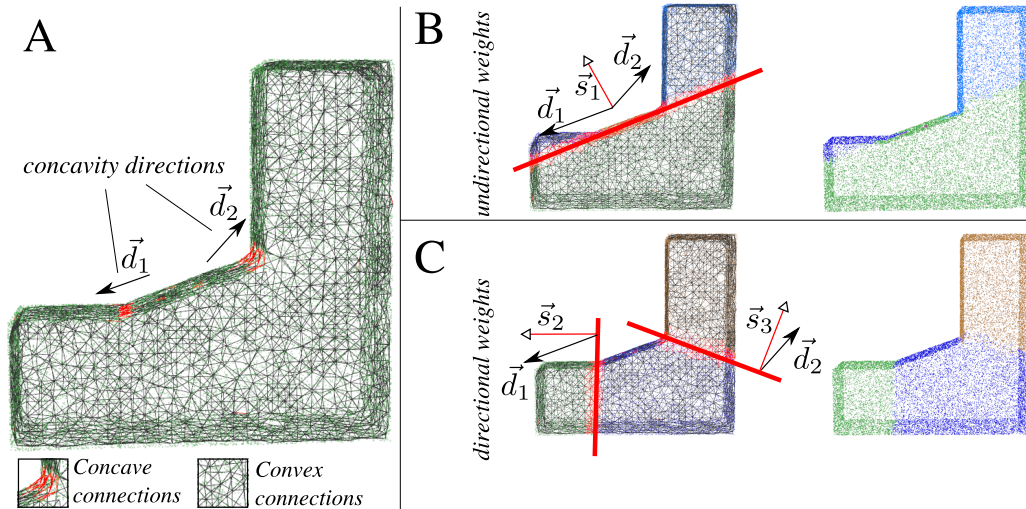 A
concavity directions
d⃗₂
d⃗₁
Concave
connections
Convex
connections
B
undirectional weights
d⃗₂
s⃗₁
d⃗₁
C
directional weights
s⃗₂
d⃗₁
s⃗₃
d⃗₂